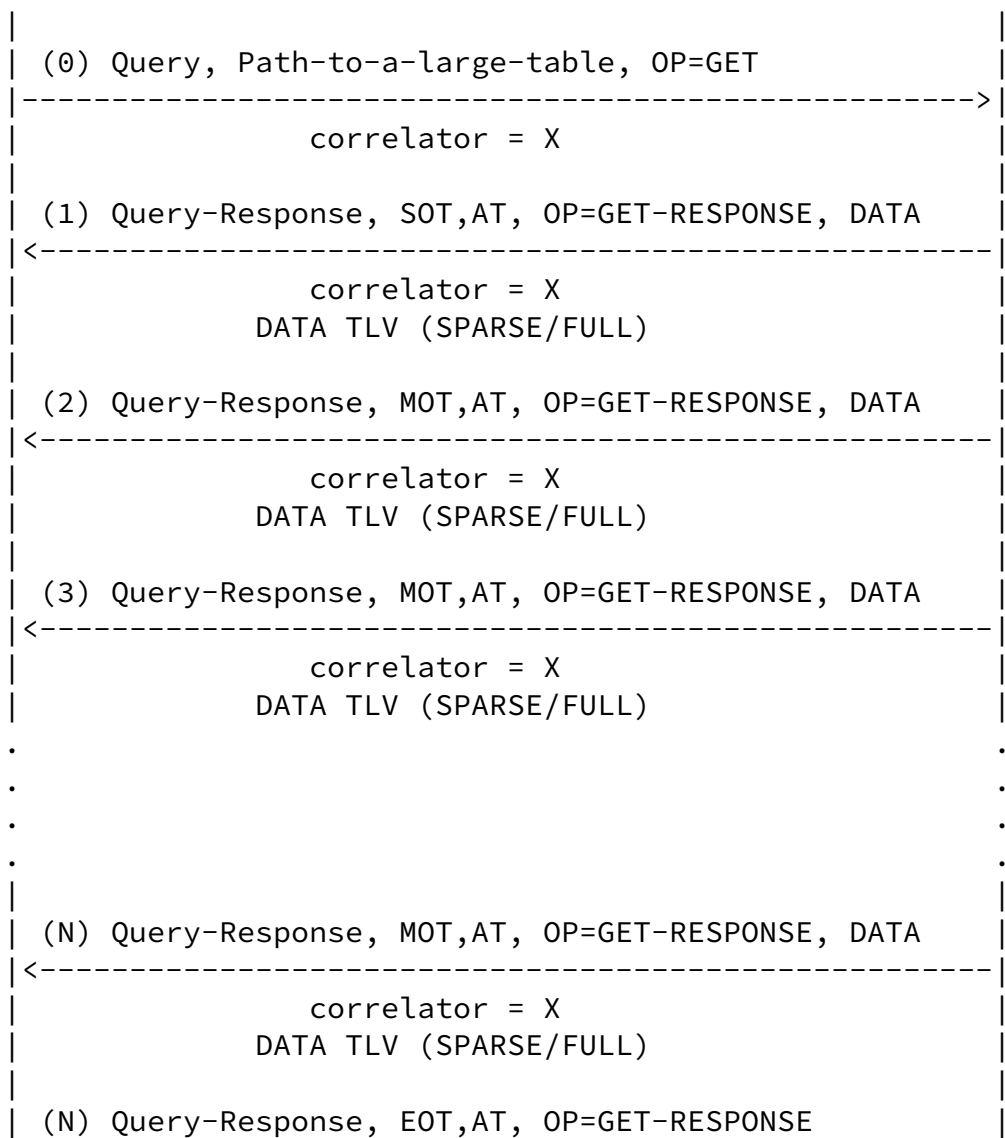 |                                                      |
| (0) Query, Path-to-a-large-table, OP=GET             |
|----------------------------------------------------->|
|                correlator = X                        |
|                                                      |
| (1) Query-Response, SOT,AT, OP=GET-RESPONSE, DATA    |
|<-----------------------------------------------------|
|                correlator = X                        |
|             DATA TLV (SPARSE/FULL)                   |
|                                                      |
| (2) Query-Response, MOT,AT, OP=GET-RESPONSE, DATA    |
|<-----------------------------------------------------|
|                correlator = X                        |
|             DATA TLV (SPARSE/FULL)                   |
|                                                      |
| (3) Query-Response, MOT,AT, OP=GET-RESPONSE, DATA    |
|<-----------------------------------------------------|
|                correlator = X                        |
|             DATA TLV (SPARSE/FULL)                   |
.                                                      .
.                                                      .
.                                                      .
.                                                      .
|                                                      |
| (N) Query-Response, MOT,AT, OP=GET-RESPONSE, DATA    |
|<-----------------------------------------------------|
|                correlator = X                        |
|             DATA TLV (SPARSE/FULL)                   |
|                                                      |
| (N) Query-Response, EOT,AT, OP=GET-RESPONSE          |